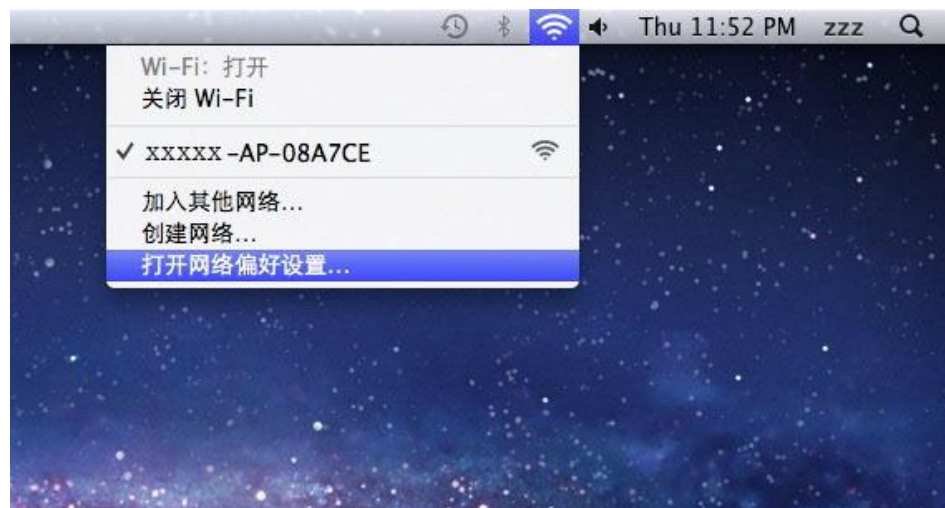 Thu 11:52 PM zzz
Wi-Fi: 打开
关闭 Wi-Fi
xxxxx-AP-08A7CE
加入其他网络...
创建网络...
打开网络偏好设置...